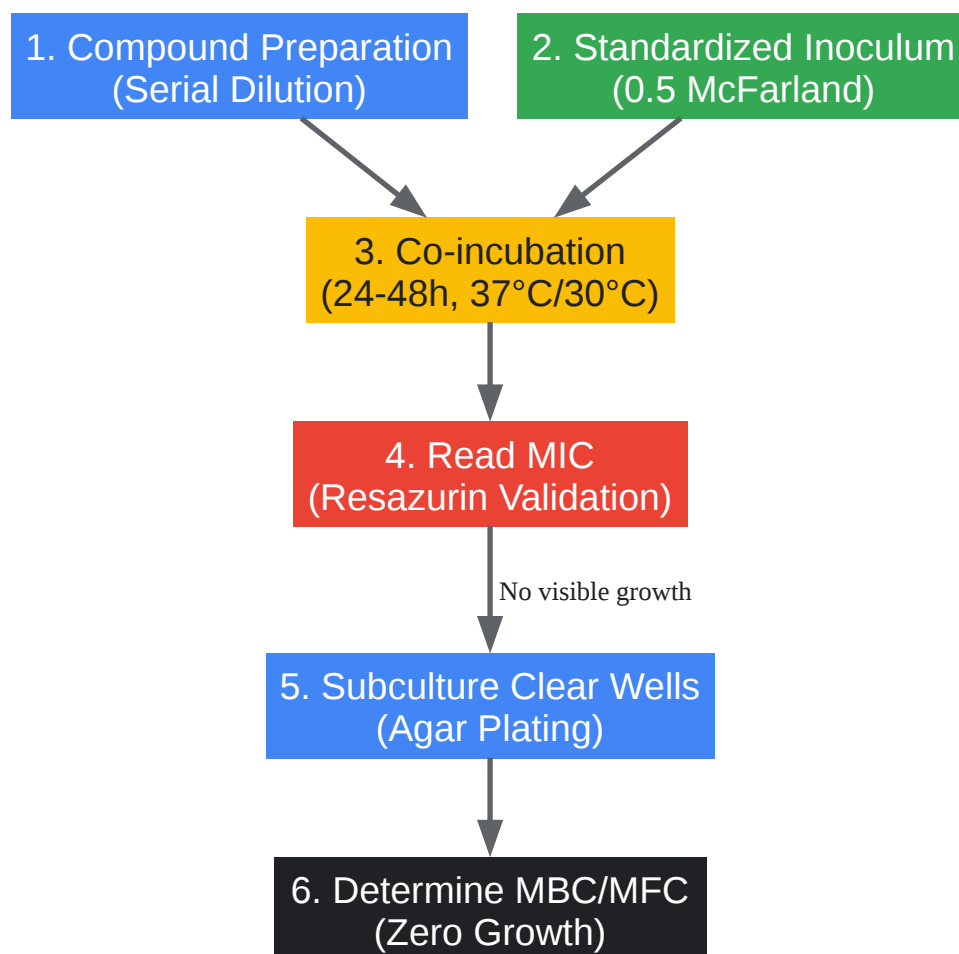 1. Compound Preparation
(Serial Dilution)
2. Standardized Inoculum
(0.5 McFarland)
3. Co-incubation
(24-48h, 37°C/30°C)
4. Read MIC
(Resazurin Validation)
No visible growth
5. Subculture Clear Wells
(Agar Plating)
6. Determine MBC/MFC
(Zero Growth)